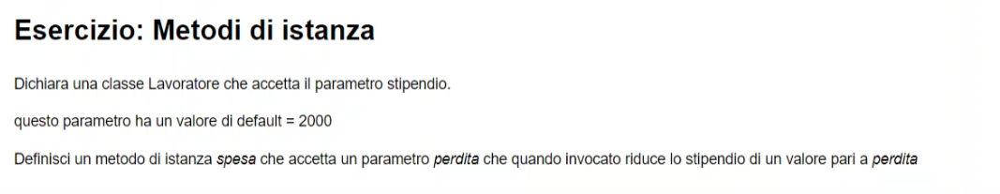 Esercizio: Metodi di istanza
Dichiara una classe Lavoratore che accetta il parametro stipendio.
questo parametro ha un valore di default = 2000
Definisci un metodo di istanza spesa che accetta un parametro perdita che quando invocato riduce lo stipendio di un valore pari a perdita